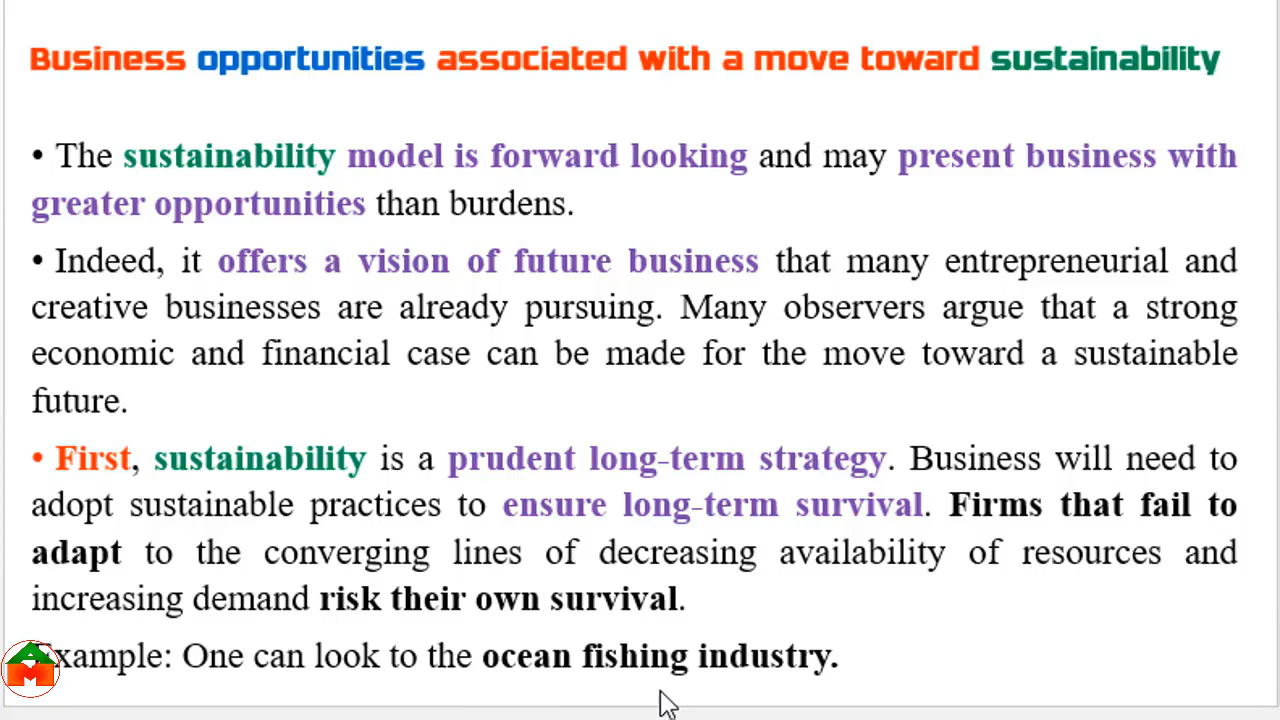 Business opportunities associated with a move toward sustainability
• The sustainability model is forward looking and may present business with
greater opportunities than burdens.
• Indeed, it offers a vision of future business that many entrepreneurial and
creative businesses are already pursuing. Many observers argue that a strong
economic and financial case can be made for the move toward a sustainable
future.
• First, sustainability is a prudent long-term strategy. Business will need to
adopt sustainable practices to ensure long-term survival. Firms that fail to
adapt to the converging lines of decreasing availability of resources and
increasing demand risk their own survival.
Example: One can look to the ocean fishing industry.
A
M